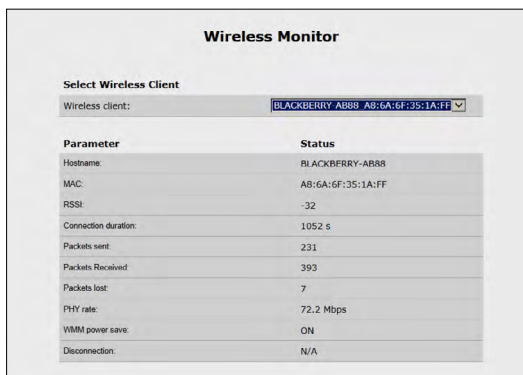 Wireless Monitor
Select Wireless Client
Wireless client: BLACKBERRY-AB88_A8:6A:6F:35:1A:FF
Parameter Status
Hostname: BLACKBERRY-AB88
MAC: A8:6A:6F:35:1A:FF
RSSI: -32
Connection duration: 1052 s
Packets sent: 231
Packets Received: 393
Packets lost: 7
PHY rate: 72.2 Mbps
WMM power save: ON
Disconnection: N/A